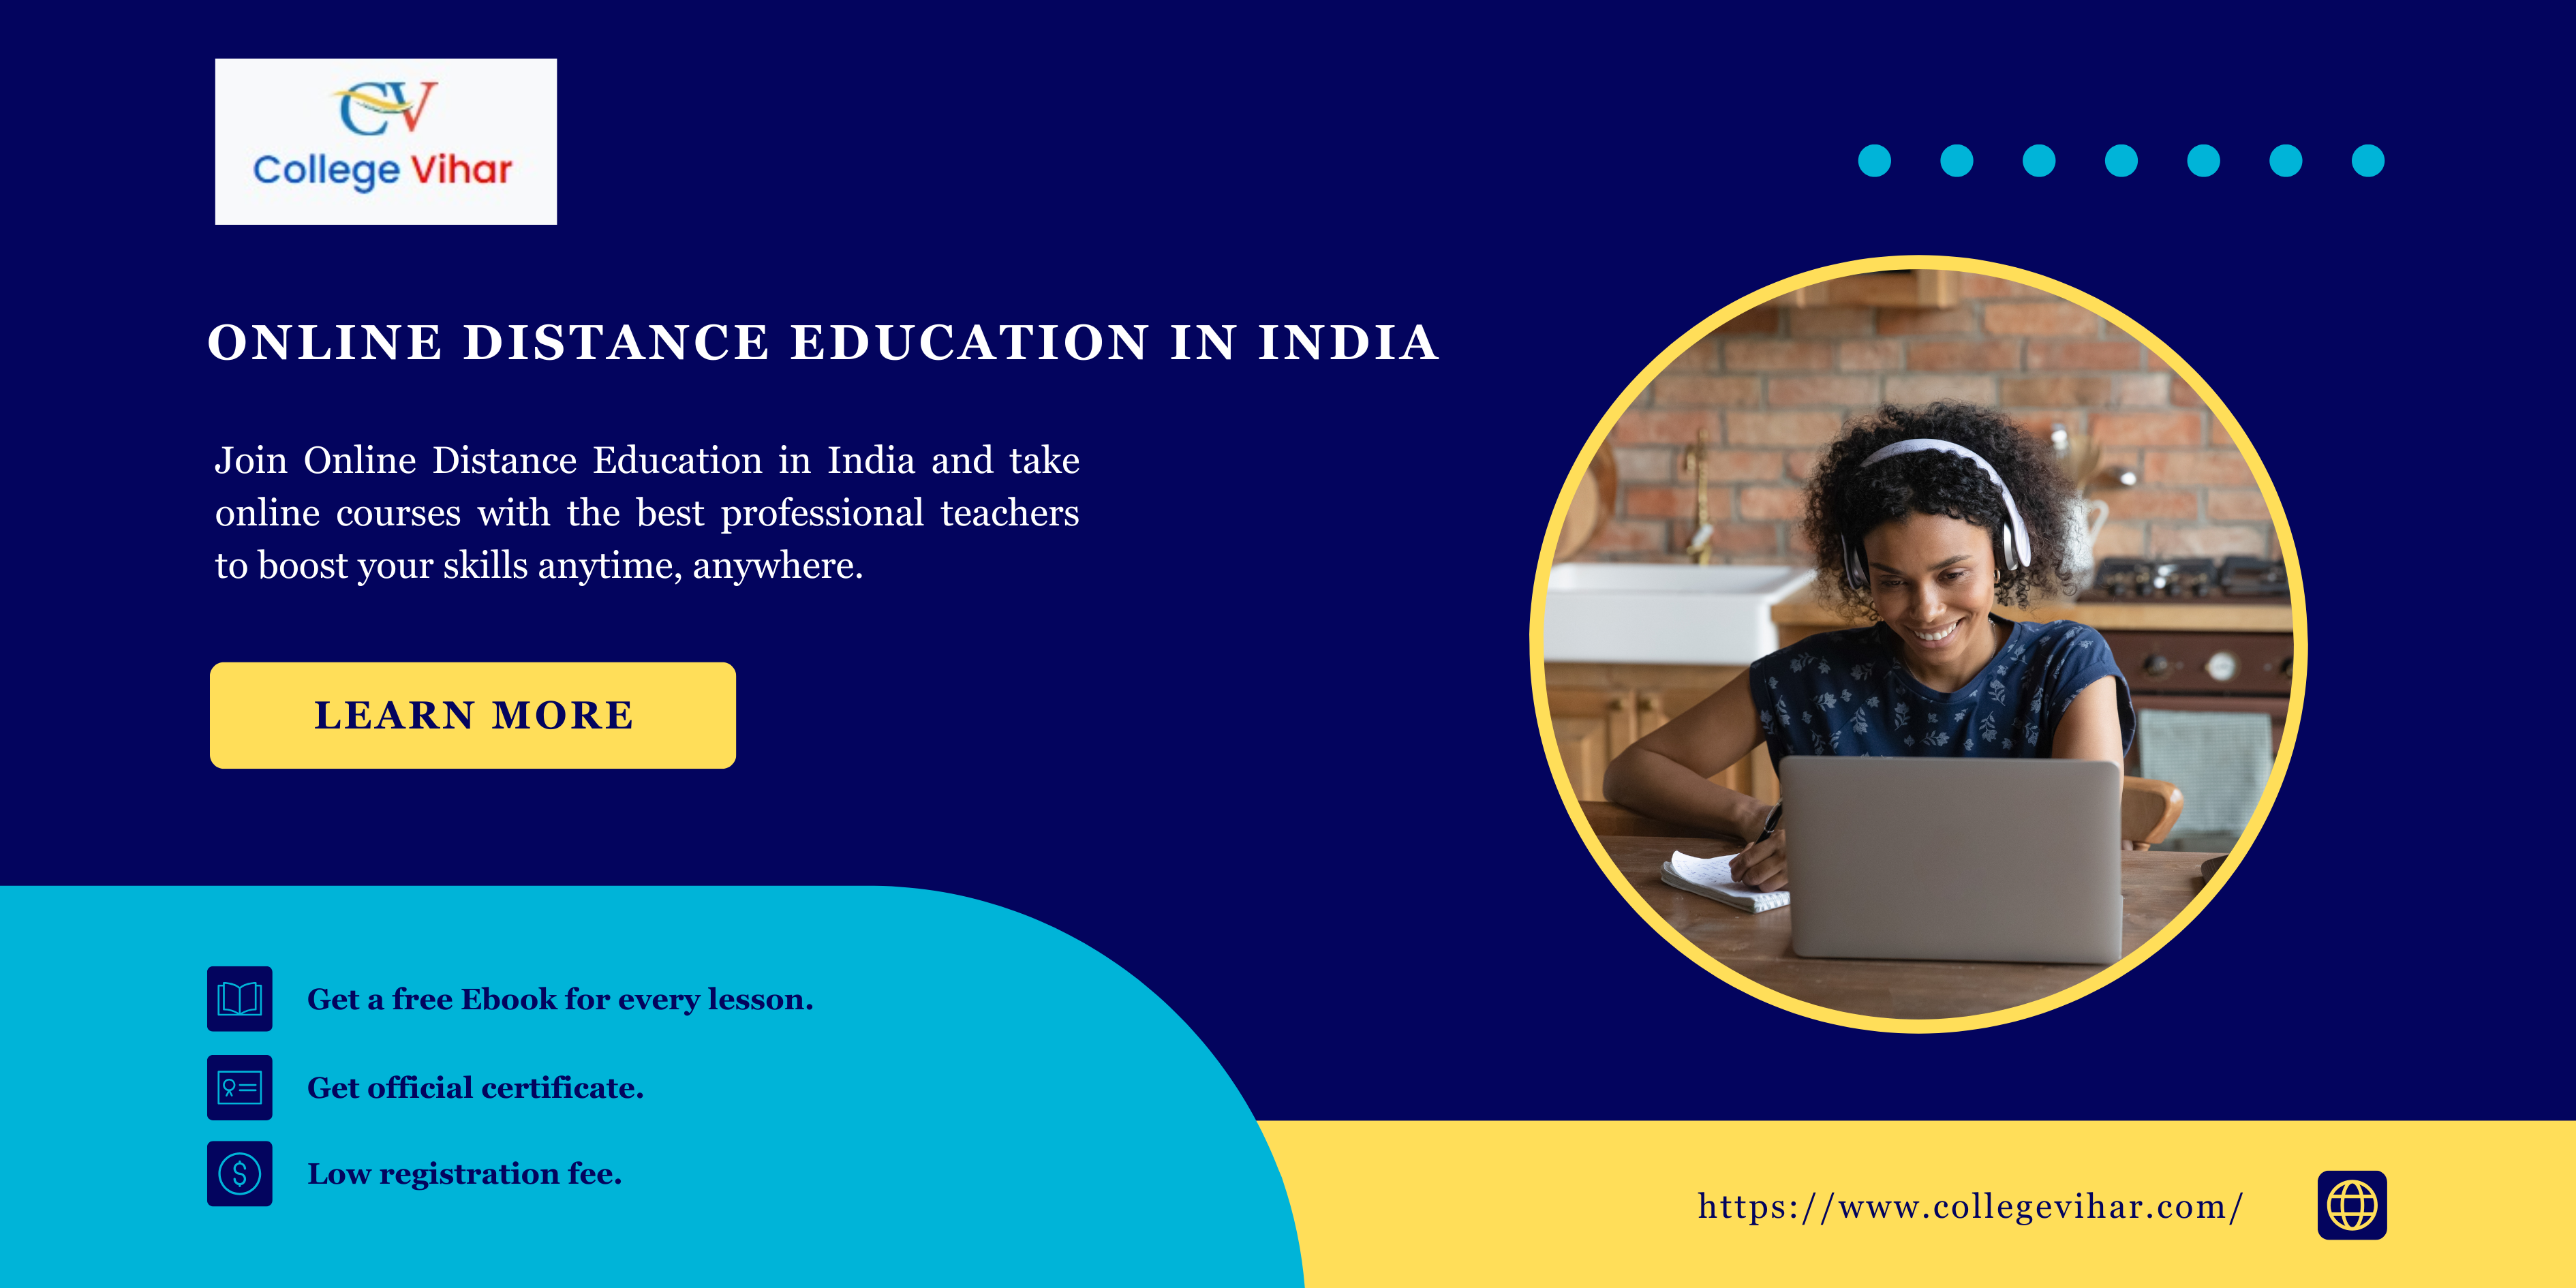 CV
College Vihar
ONLINE DISTANCE EDUCATION IN INDIA
Join Online Distance Education in India and take
online courses with the best professional teachers
to boost your skills anytime, anywhere.
LEARN MORE
Get a free Ebook for every lesson.
Get official certificate.
Low registration fee.
https://www.collegevihar.com/